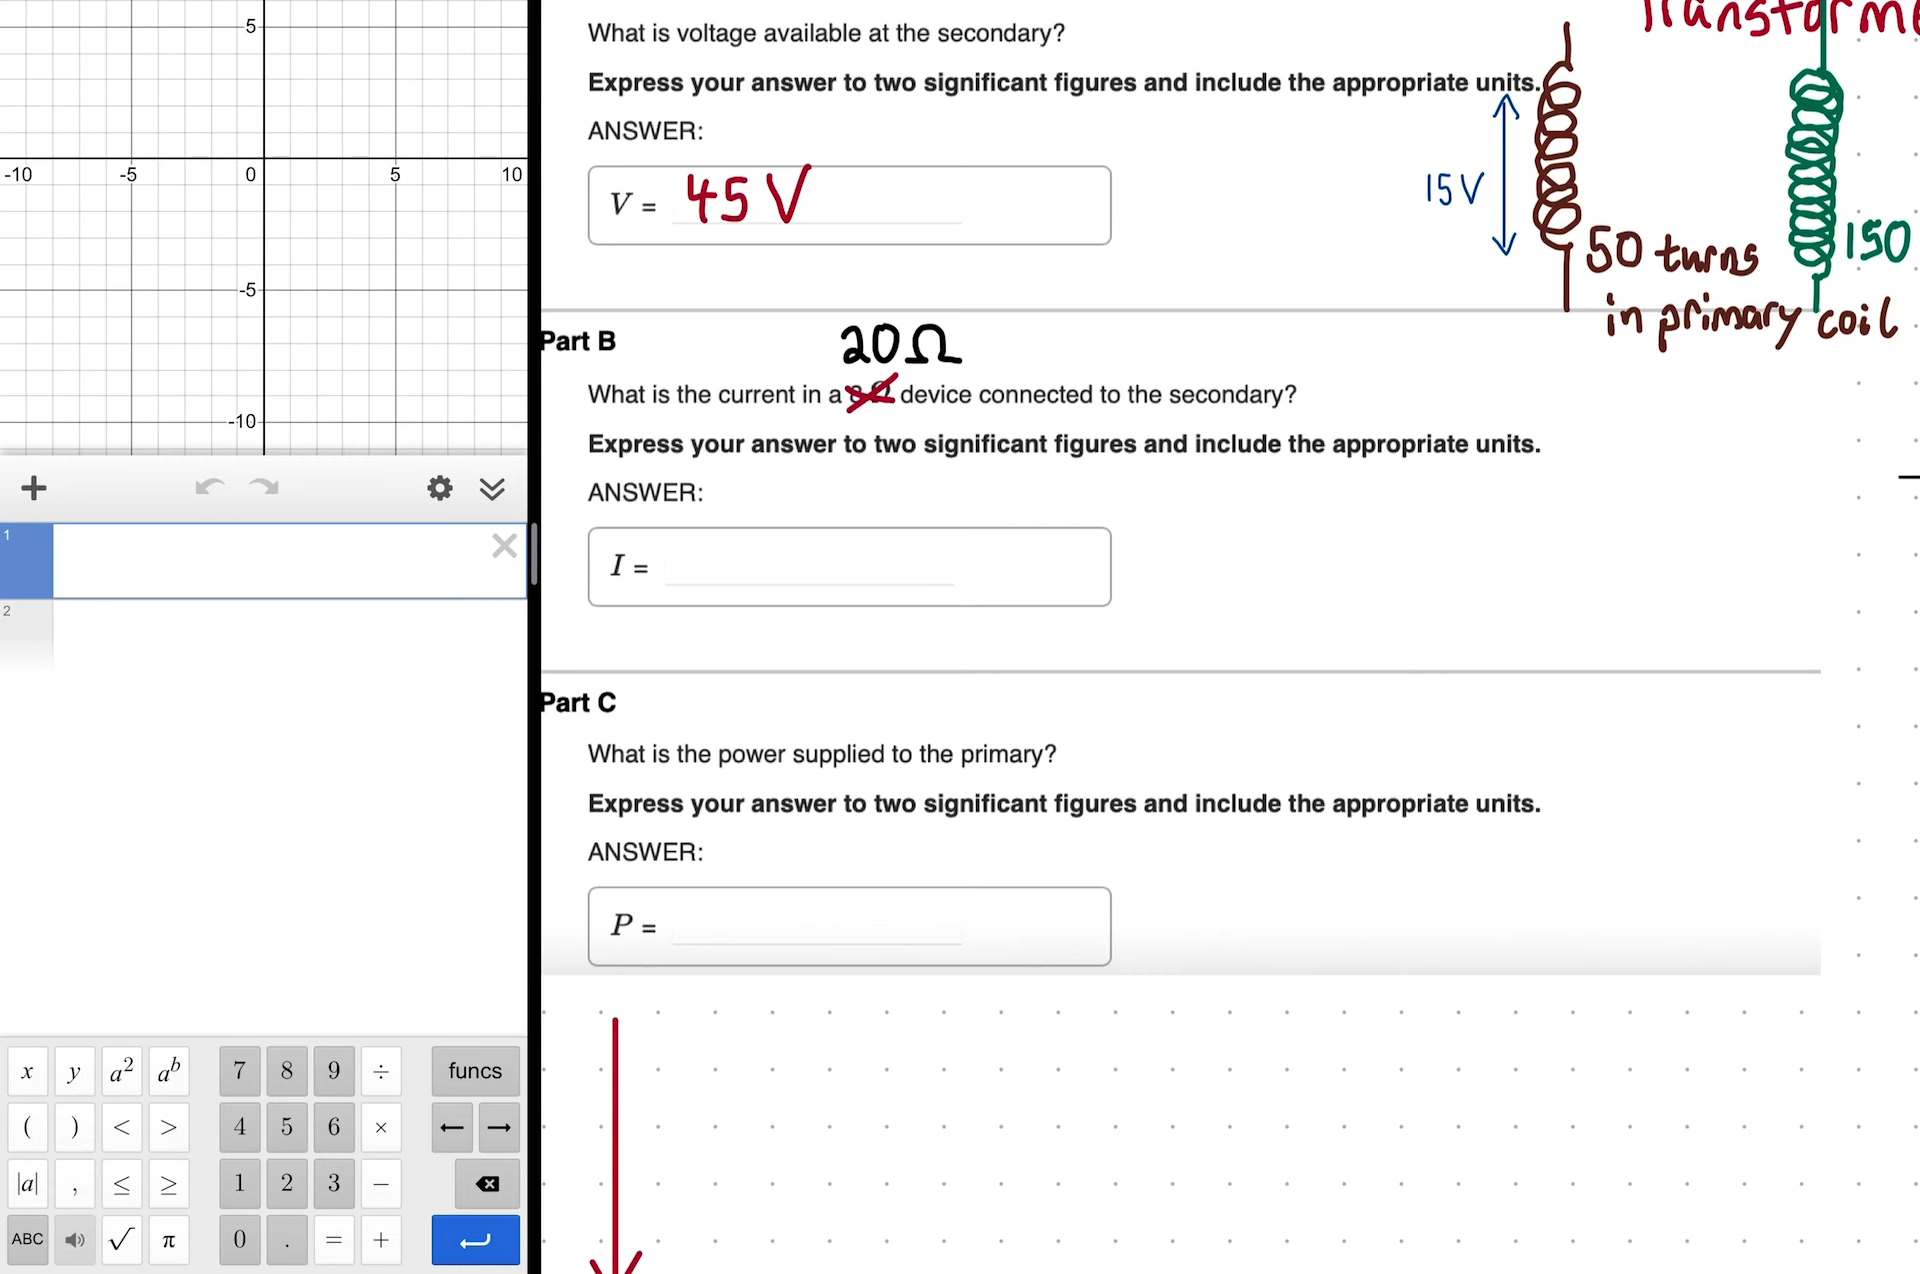 5
-10 -5 0 5 10
-5
-10
1
2
x y a² aᵇ 7 8 9 ÷ funcs
( ) < > 4 5 6 × ← →
|a| , ≤ ≥ 1 2 3 −
ABC √ π 0 . = +
What is voltage available at the secondary?
Express your answer to two significant figures and include the appropriate units.
ANSWER:
V = 45 V
Part B
20Ω
What is the current in a device connected to the secondary?
Express your answer to two significant figures and include the appropriate units.
ANSWER:
I =
Part C
What is the power supplied to the primary?
Express your answer to two significant figures and include the appropriate units.
ANSWER:
P =
Transforme
15V
50 turns
in primary coil
150